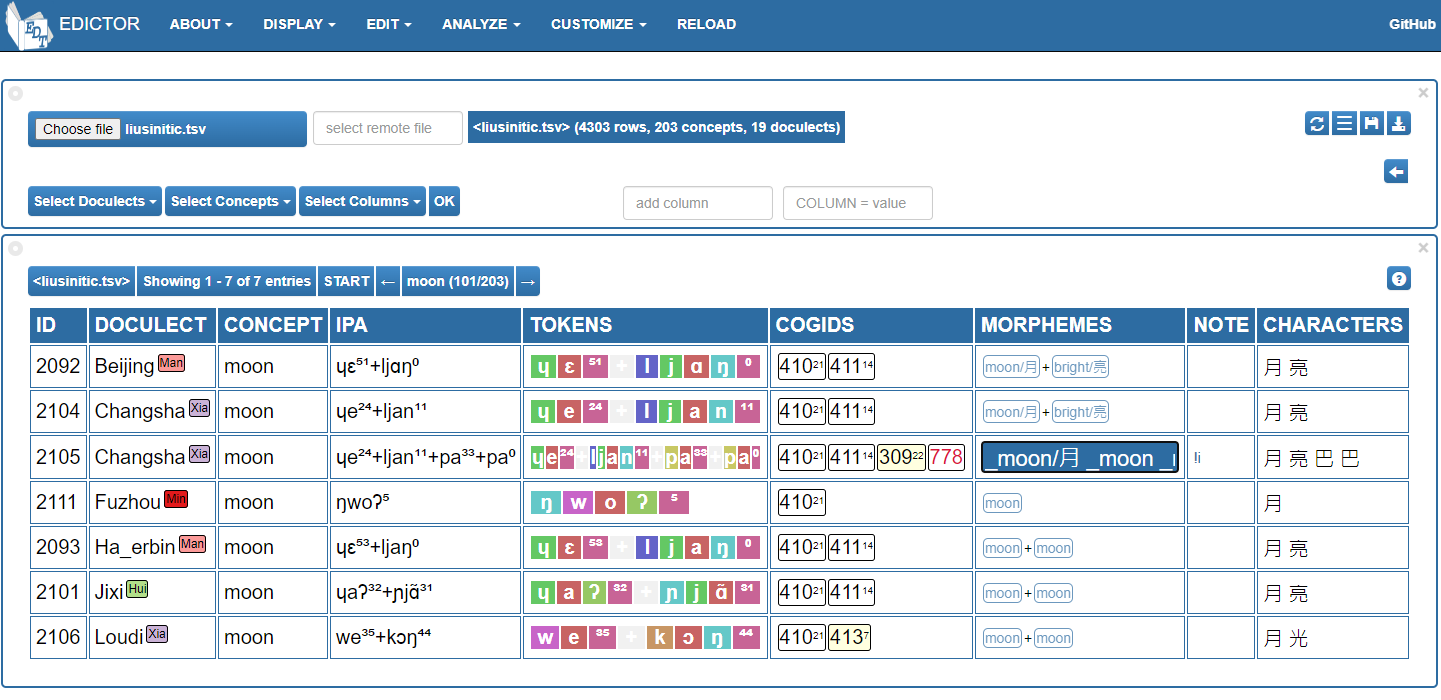 EDICTOR ABOUT DISPLAY EDIT ANALYZE CUSTOMIZE RELOAD GitHub
Choose file liusinitic.tsv select remote file <liusinitic.tsv> (4303 rows, 203 concepts, 19 doculects)
Select Doculects Select Concepts Select Columns OK add column COLUMN = value
<liusinitic.tsv> Showing 1 - 7 of 7 entries START ← moon (101/203) →
ID DOCULECT CONCEPT IPA TOKENS COGIDS MORPHEMES NOTE CHARACTERS
2092 Beijing Man moon ɥɛ⁵¹+ljɑŋ⁰ ɥ ɛ ⁵¹ + l j ɑ ŋ ⁰ 410²¹ 411¹⁴ moon/月 + bright/亮 月 亮
2104 Changsha Xia moon ɥe²⁴+ljan¹¹ ɥ e ²⁴ + l j a n ¹¹ 410²¹ 411¹⁴ moon/月 + bright/亮 月 亮
2105 Changsha Xia moon ɥe²⁴+ljan¹¹+pa³³+pa⁰ ɥ e ²⁴ + l j a n ¹¹ + p a ³³ + p a ⁰ 410²¹ 411¹⁴ 309²² 778 _moon/月 _moon !i 月 亮 巴 巴
2111 Fuzhou Min moon ŋwoʔ⁵ ŋ w o ʔ ⁵ 410²¹ moon 月
2093 Ha_erbin Man moon ɥɛ⁵³+ljaŋ⁰ ɥ ɛ ⁵³ + l j a ŋ ⁰ 410²¹ 411¹⁴ moon + moon 月 亮
2101 Jixi Hui moon ɥaʔ³²+ɲjɑ̃³¹ ɥ a ʔ ³² + ɲ j ɑ̃ ³¹ 410²¹ 411¹⁴ moon + moon 月 亮
2106 Loudi Xia moon we³⁵+kɔŋ⁴⁴ w e ³⁵ + k ɔ ŋ ⁴⁴ 410²¹ 413⁷ moon + moon 月 光